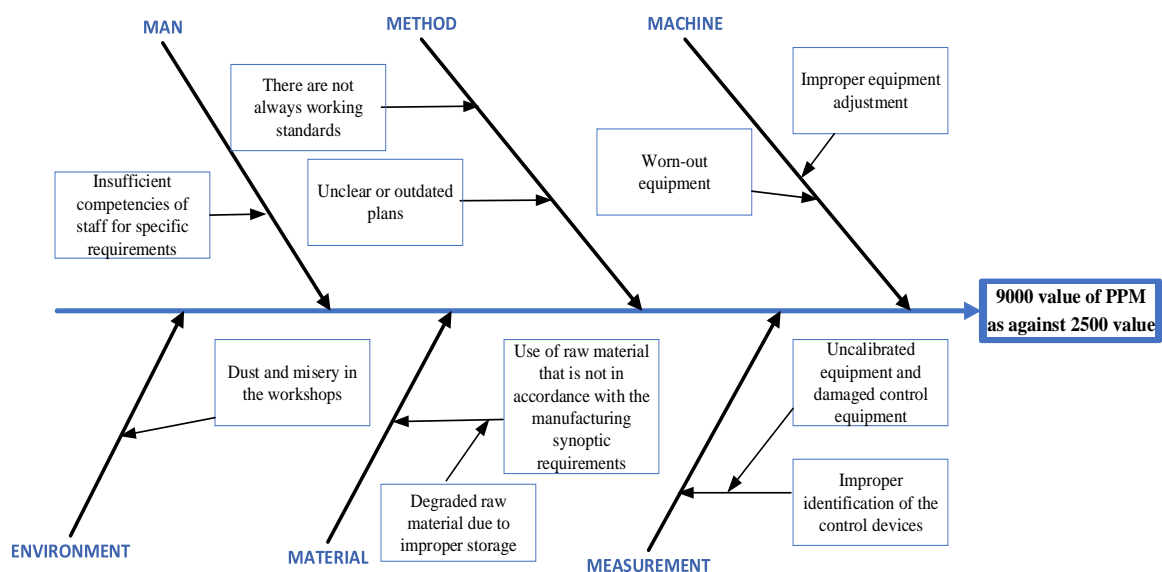 MAN
METHOD
MACHINE
There are not
always working
standards
Improper equipment
adjustment
Insufficient
competencies of
staff for specific
requirements
Unclear or outdated
plans
Worn-out
equipment
9000 value of PPM
as against 2500 value
Dust and misery in
the workshops
Use of raw material
that is not in
accordance with the
manufacturing
synoptic
requirements
Uncalibrated
equipment and
damaged control
equipment
Degraded raw
material due to
improper storage
Improper
identification of the
control devices
ENVIRONMENT
MATERIAL
MEASUREMENT